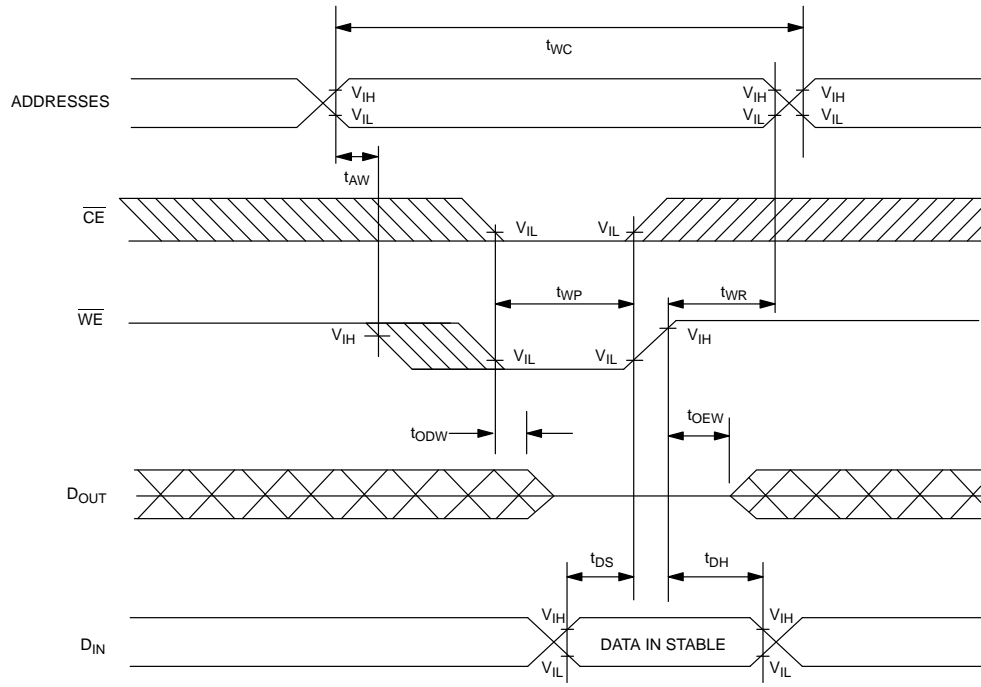 tWC
ADDRESSES
VIH VIH VIH
VIL VIL VIL
tAW
CE
VIL VIL
tWP tWR
WE
VIH VIH
VIL VIL
tODW tOEW
DOUT
tDS tDH
VIH VIH
DIN DATA IN STABLE
VIL VIL